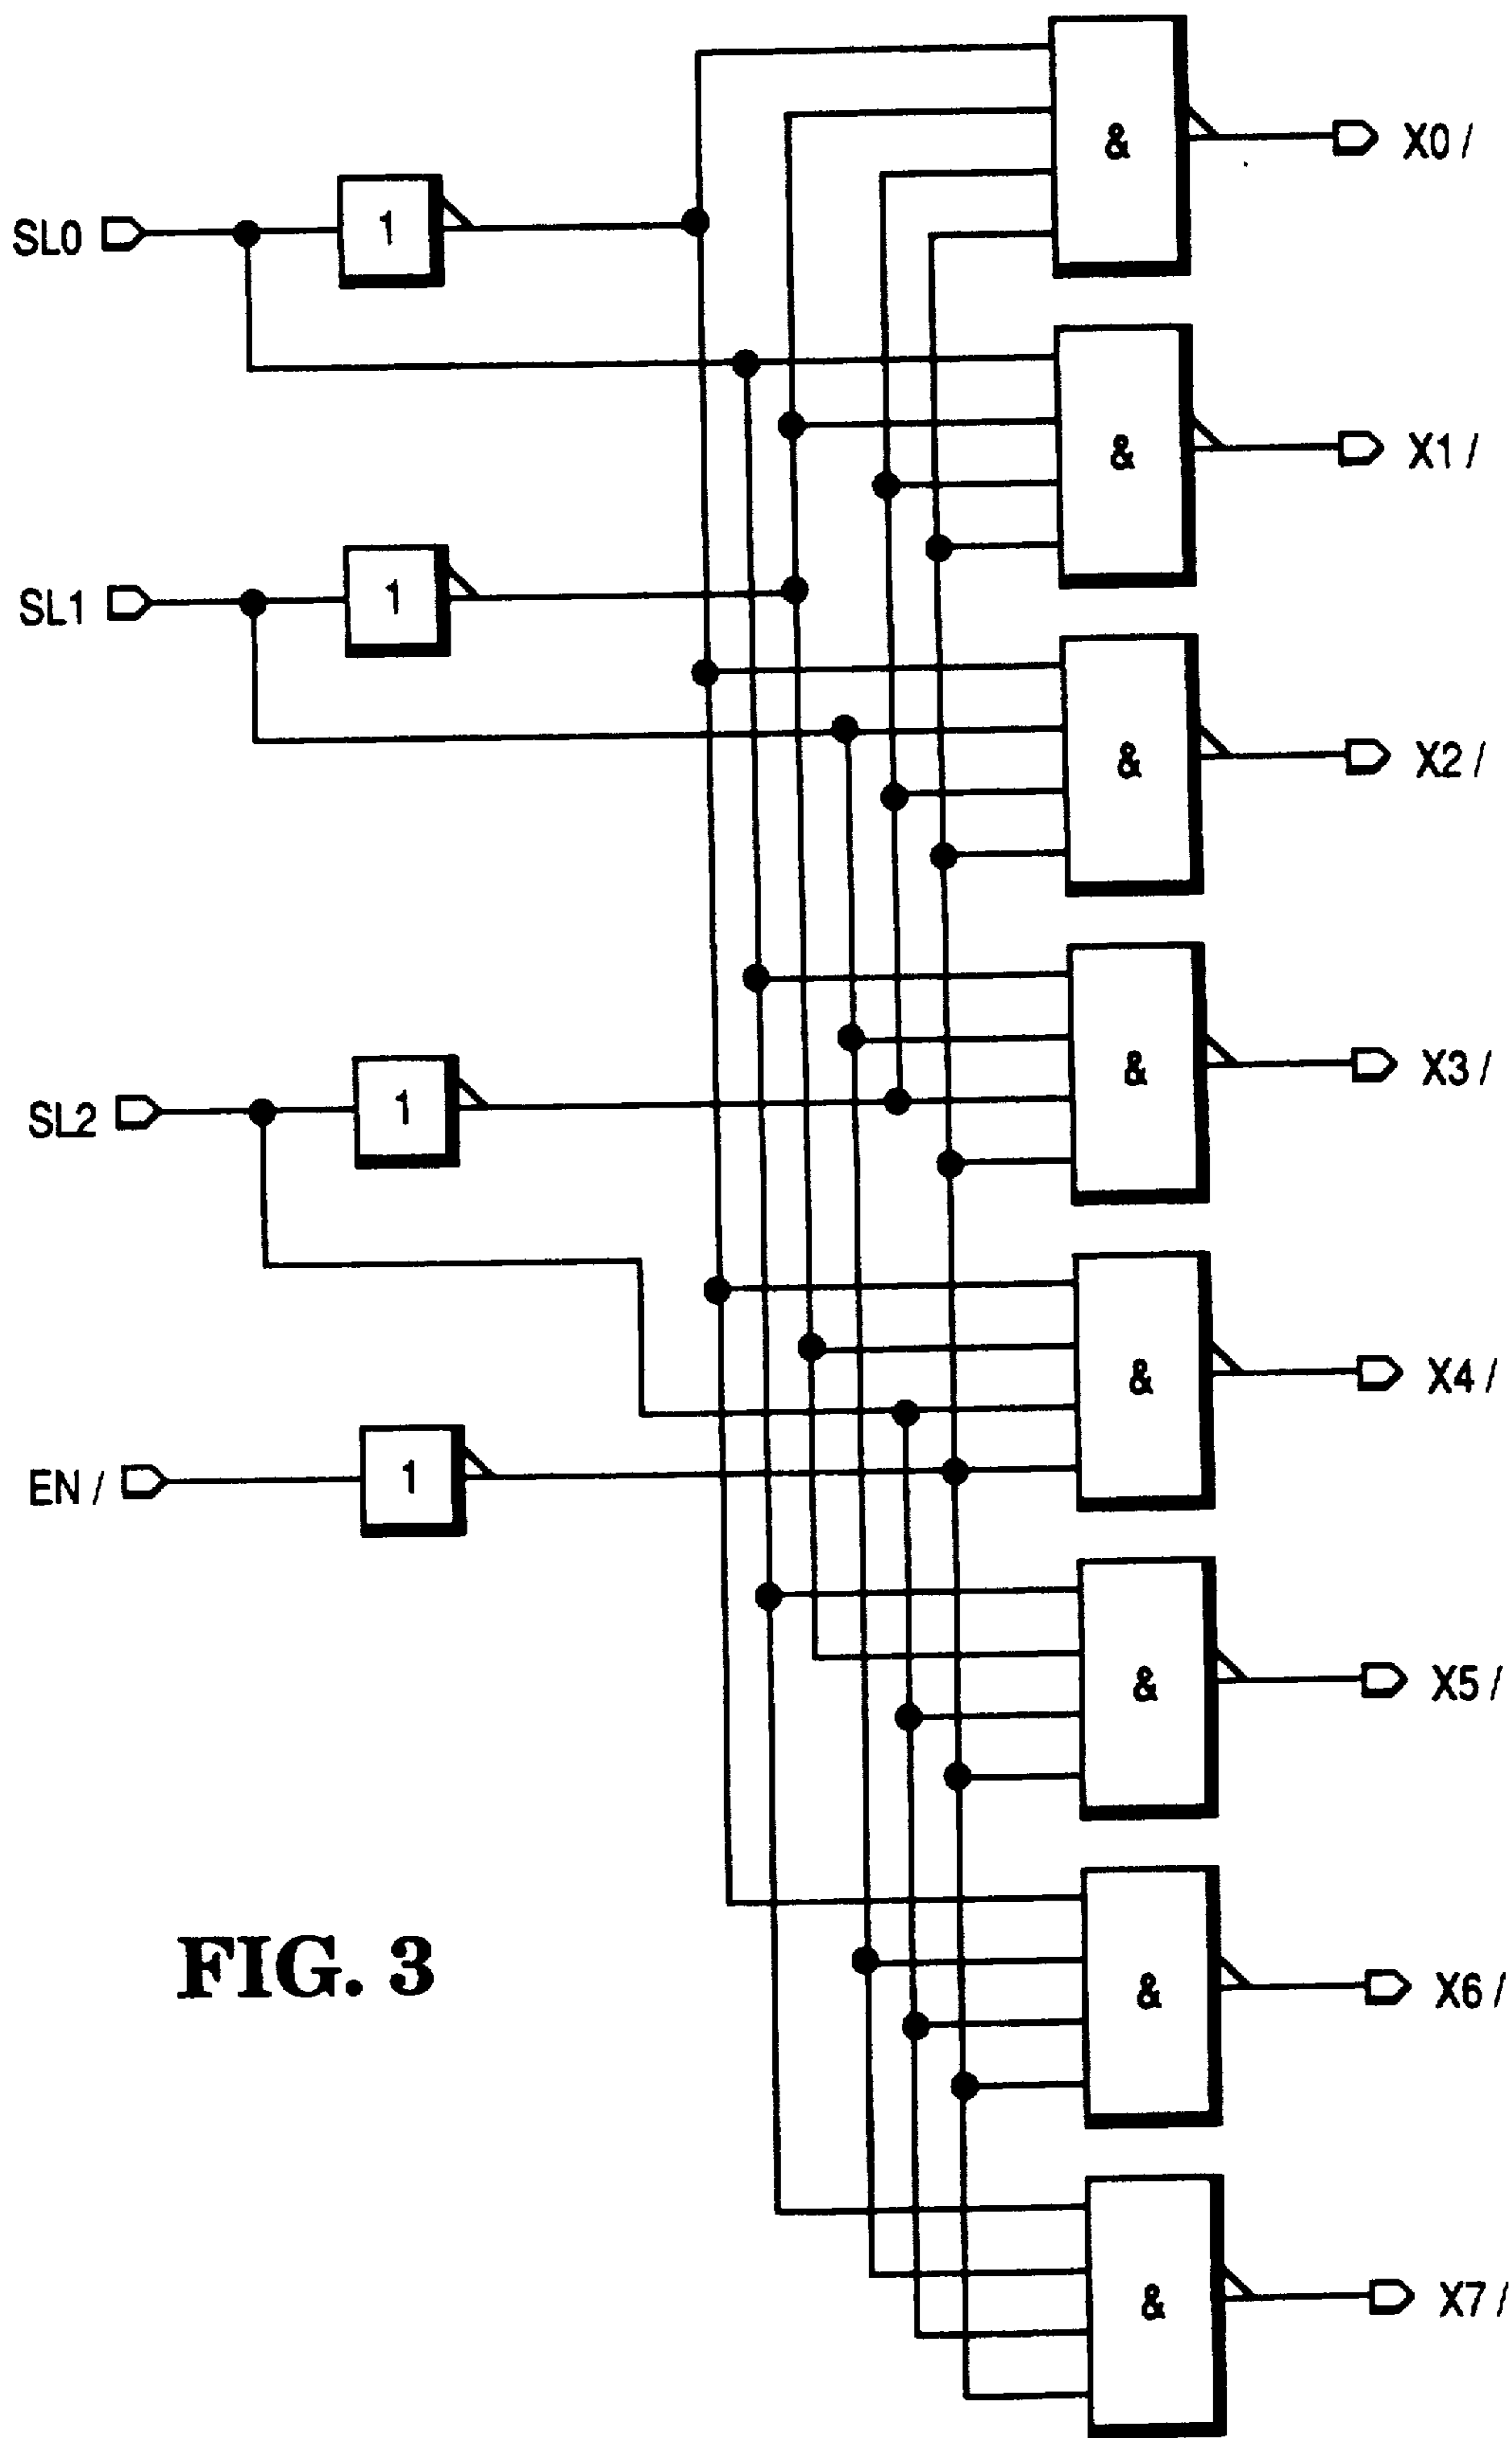 &
X0 /
SL0
1
&
X1 /
SL1
1
&
X2 /
&
X3 /
SL2
1
&
X4 /
EN /
1
&
X5 /
FIG. 3
&
X6 /
&
X7 /